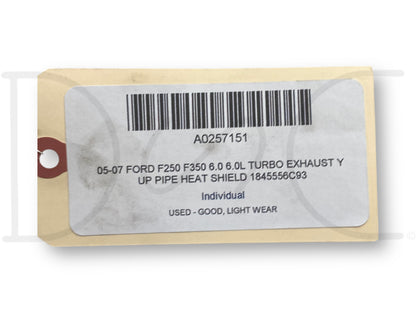 A0257151
05-07 FORD F250 F350 6.0 6.0L TURBO EXHAUST Y
UP PIPE HEAT SHIELD 1845556C93
Individual
USED - GOOD, LIGHT WEAR